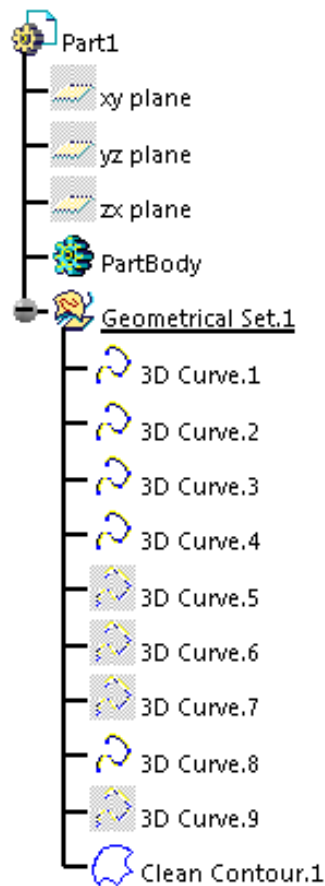 Part1
xy plane
yz plane
zx plane
PartBody
Geometrical Set.1
3D Curve.1
3D Curve.2
3D Curve.3
3D Curve.4
3D Curve.5
3D Curve.6
3D Curve.7
3D Curve.8
3D Curve.9
Clean Contour.1